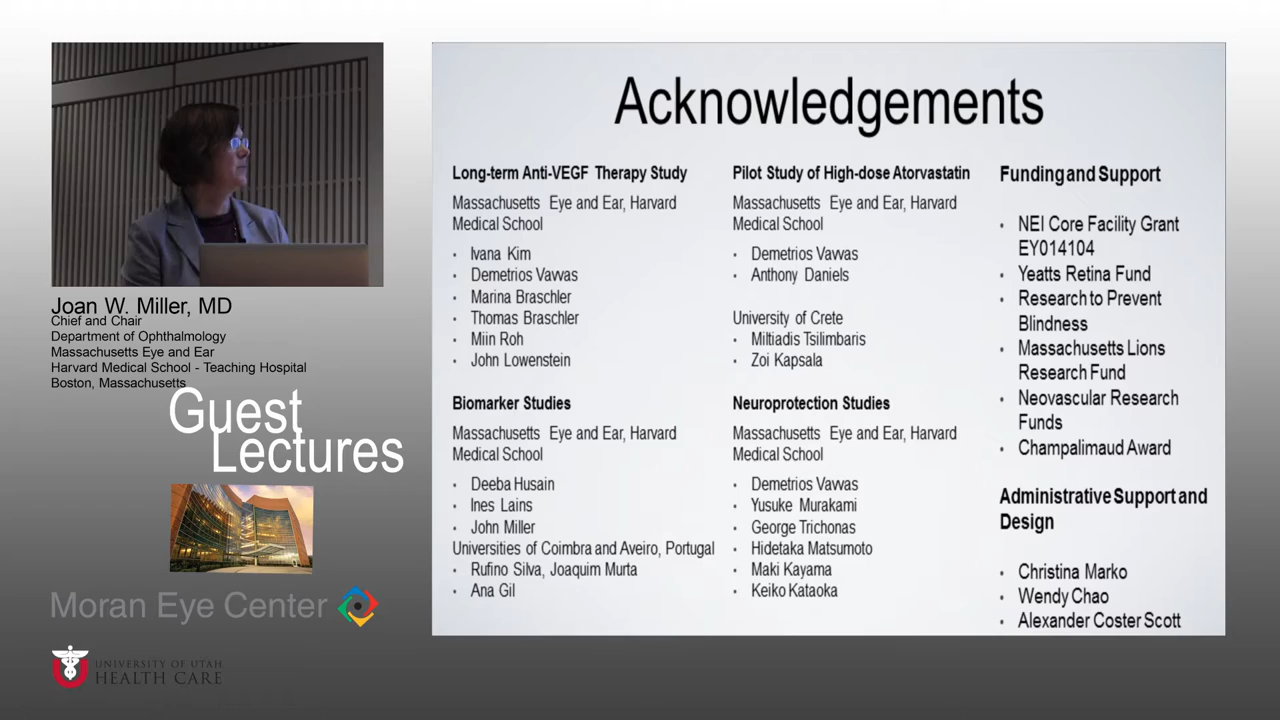 Joan W. Miller, MD
Chief and Chair
Department of Ophthalmology
Massachusetts Eye and Ear
Harvard Medical School - Teaching Hospital
Boston, Massachusetts
Guest
Lectures
Moran Eye Center
UNIVERSITY OF UTAH
HEALTH CARE
Acknowledgements
Long-term Anti-VEGF Therapy Study
Massachusetts Eye and Ear, Harvard
Medical School
• Ivana Kim
• Demetrios Vavvas
• Marina Braschler
• Thomas Braschler
• Miin Roh
• John Lowenstein
Biomarker Studies
Massachusetts Eye and Ear, Harvard
Medical School
• Deeba Husain
• Ines Lains
• John Miller
Universities of Coimbra and Aveiro, Portugal
• Rufino Silva, Joaquim Murta
• Ana Gil
Pilot Study of High-dose Atorvastatin
Massachusetts Eye and Ear, Harvard
Medical School
• Demetrios Vavvas
• Anthony Daniels
University of Crete
• Miltiadis Tsilimbaris
• Zoi Kapsala
Neuroprotection Studies
Massachusetts Eye and Ear, Harvard
Medical School
• Demetrios Vavvas
• Yusuke Murakami
• George Trichonas
• Hidetaka Matsumoto
• Maki Kayama
• Keiko Kataoka
Funding and Support
• NEI Core Facility Grant
EY014104
• Yeatts Retina Fund
• Research to Prevent
Blindness
• Massachusetts Lions
Research Fund
• Neovascular Research
Funds
• Champalimaud Award
Administrative Support and
Design
• Christina Marko
• Wendy Chao
• Alexander Coster Scott